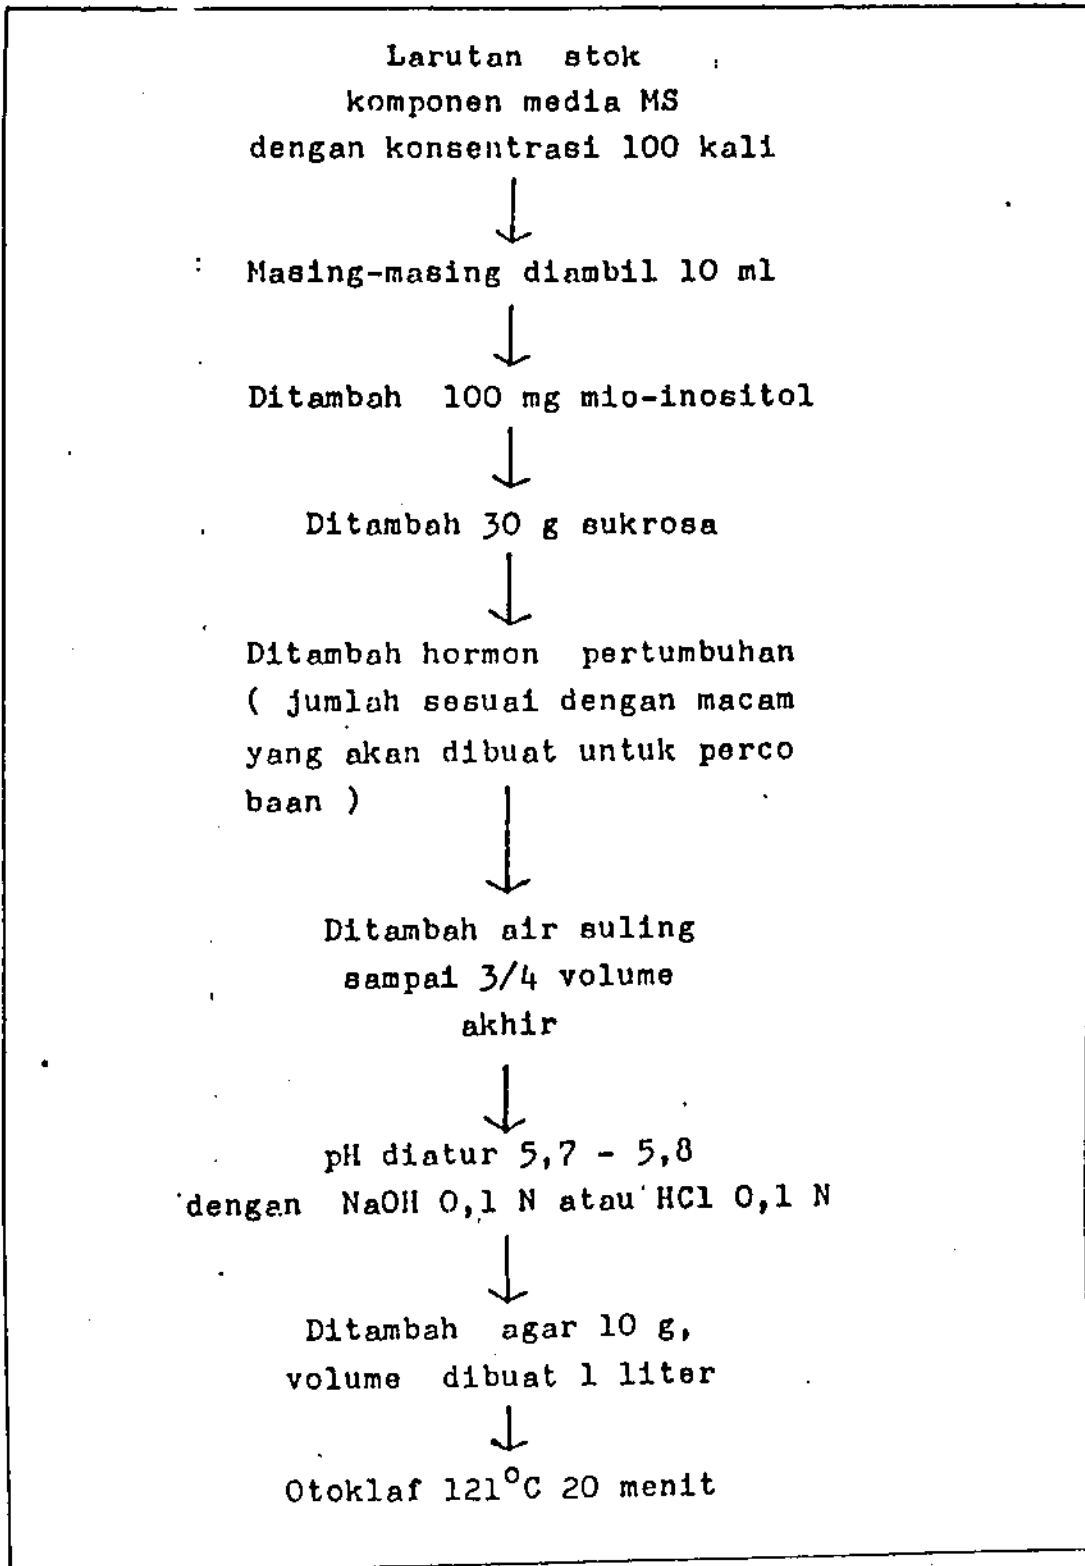 Larutan stok
komponen media MS
dengan konsentrasi 100 kali
Masing-masing diambil 10 ml
Ditambah 100 mg mio-inositol
Ditambah 30 g sukrosa
Ditambah hormon pertumbuhan
( jumlah sesuai dengan macam
yang akan dibuat untuk perco
baan )
Ditambah air suling
sampai 3/4 volume
akhir
pH diatur 5,7 - 5,8
dengan NaOH 0,1 N atau HCl 0,1 N
Ditambah agar 10 g,
volume dibuat 1 liter
Otoklaf 121°C 20 menit